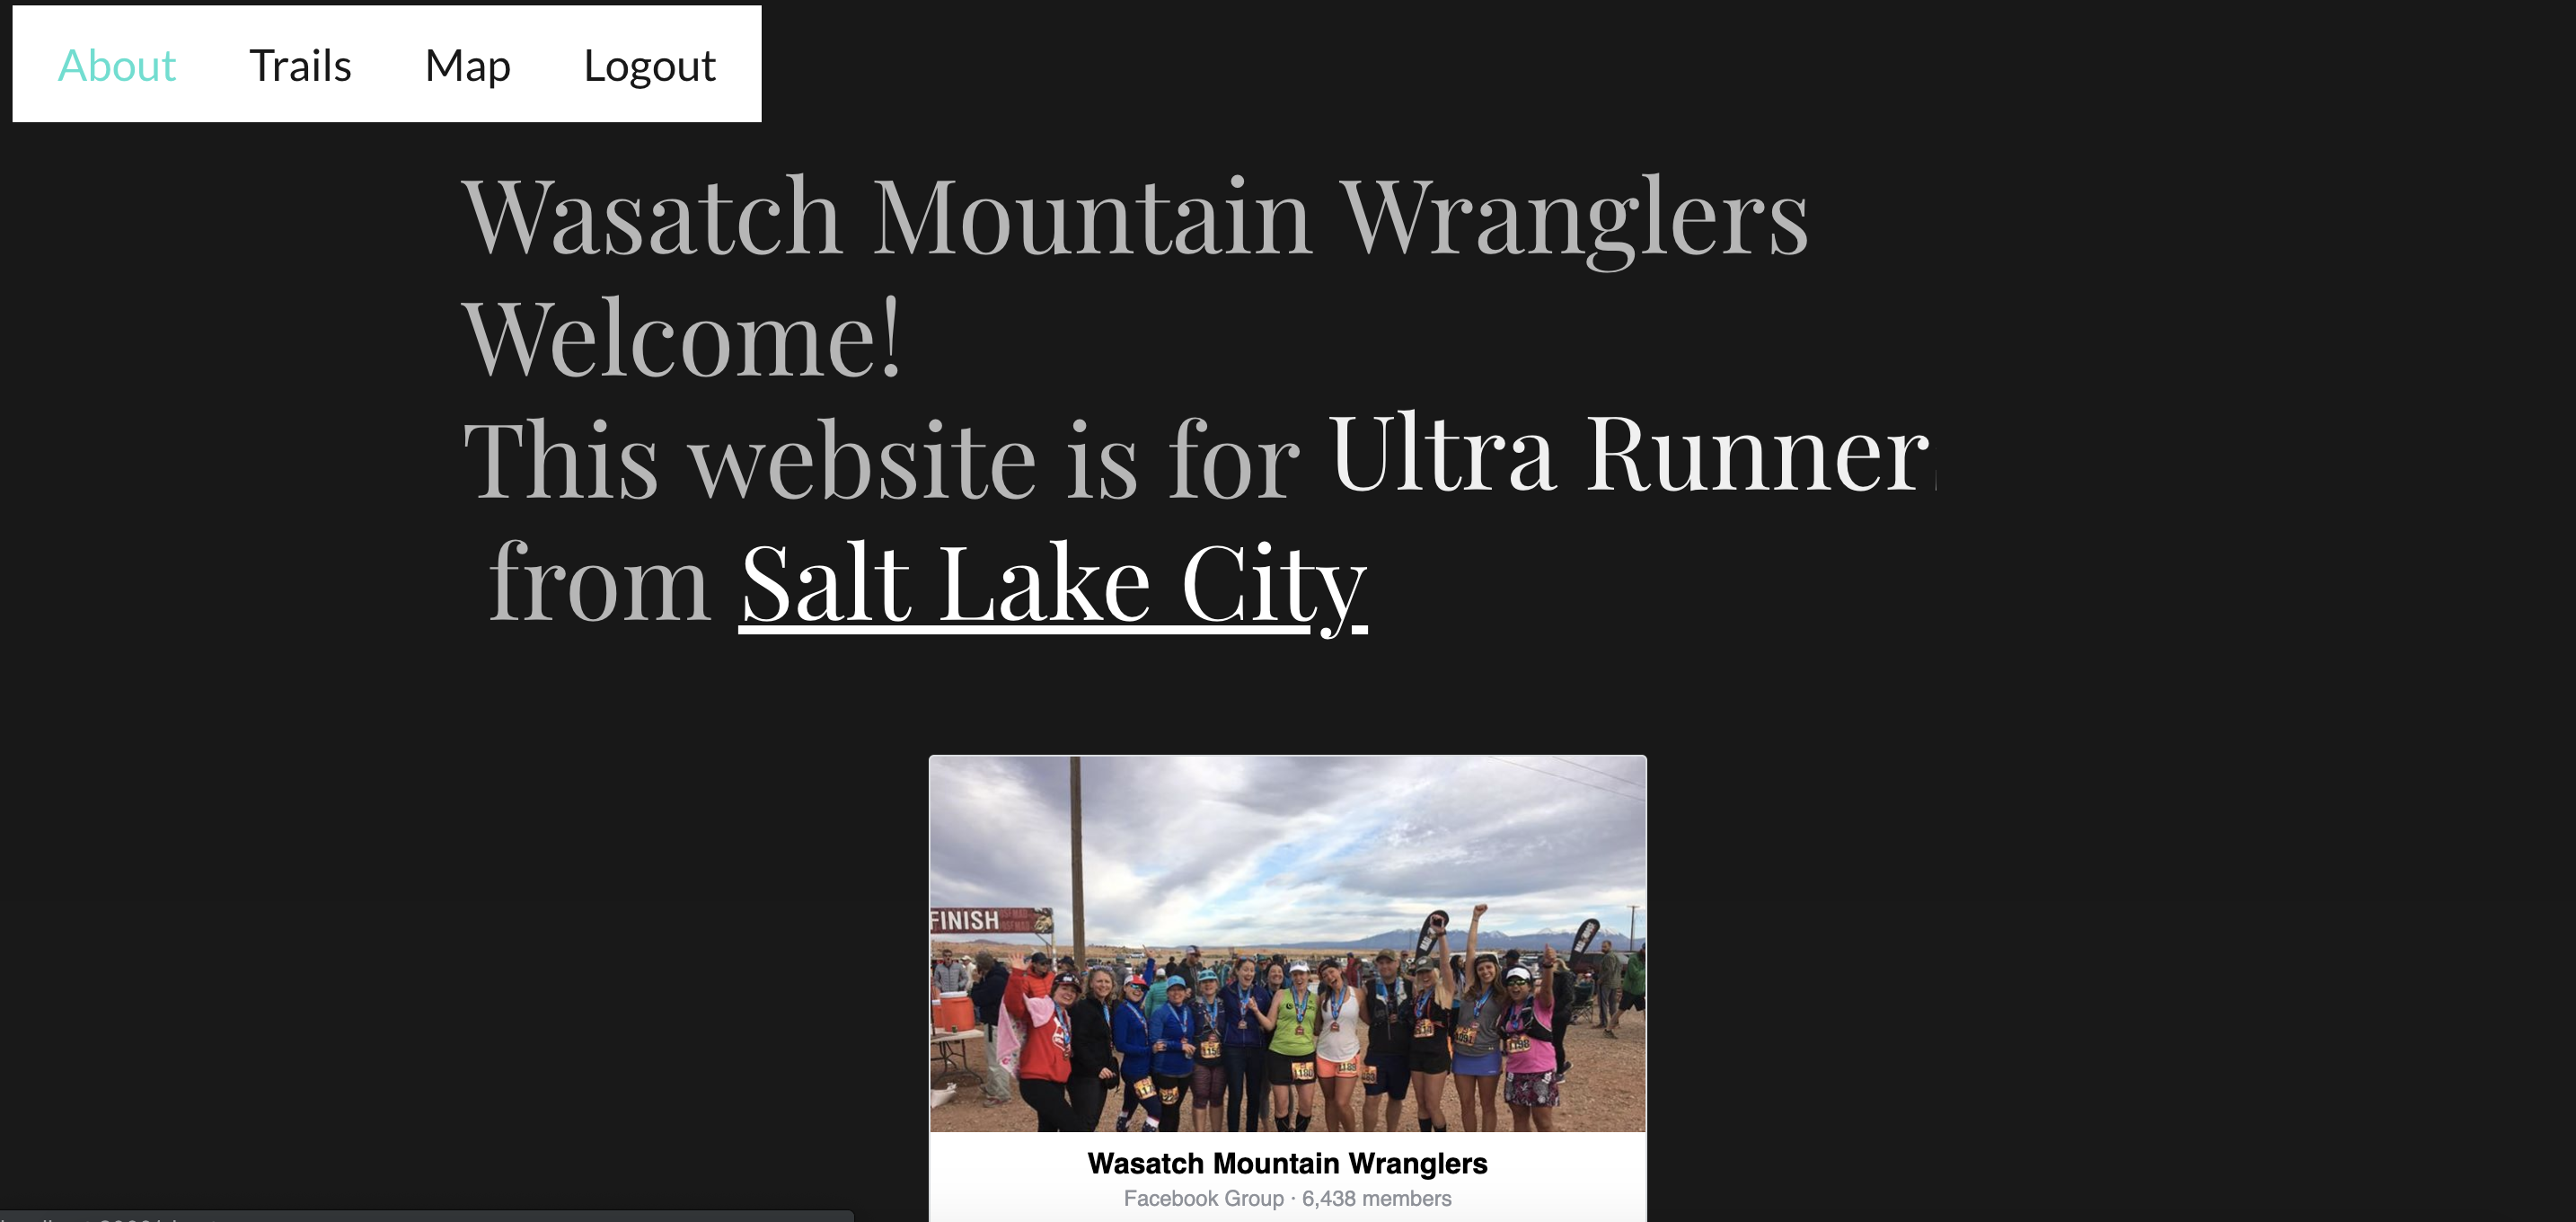 About Trails Map Logout
Wasatch Mountain Wranglers
Welcome!
This website is for Ultra Runner
from Salt Lake City
FINISH
Wasatch Mountain Wranglers
Facebook Group · 6,438 members